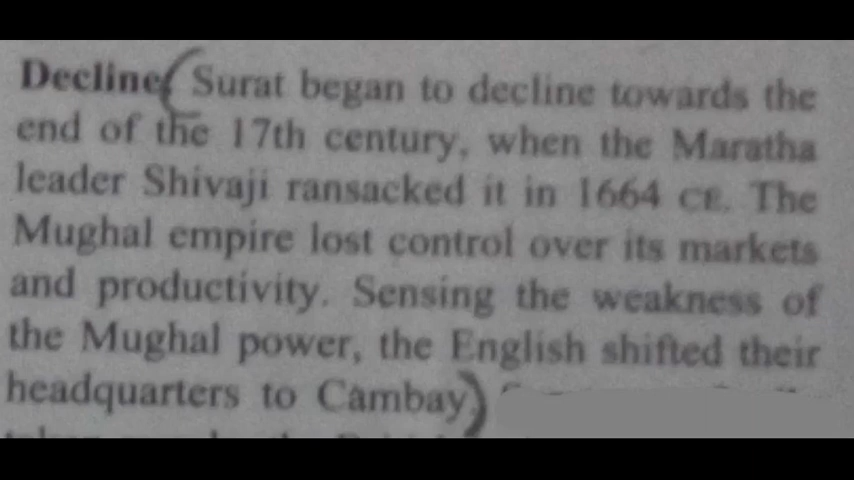 Decline (Surat began to decline towards the
end of the 17th century, when the Maratha
leader Shivaji ransacked it in 1664 CE. The
Mughal empire lost control over its markets
and productivity. Sensing the weakness of
the Mughal power, the English shifted their
headquarters to Cambay)